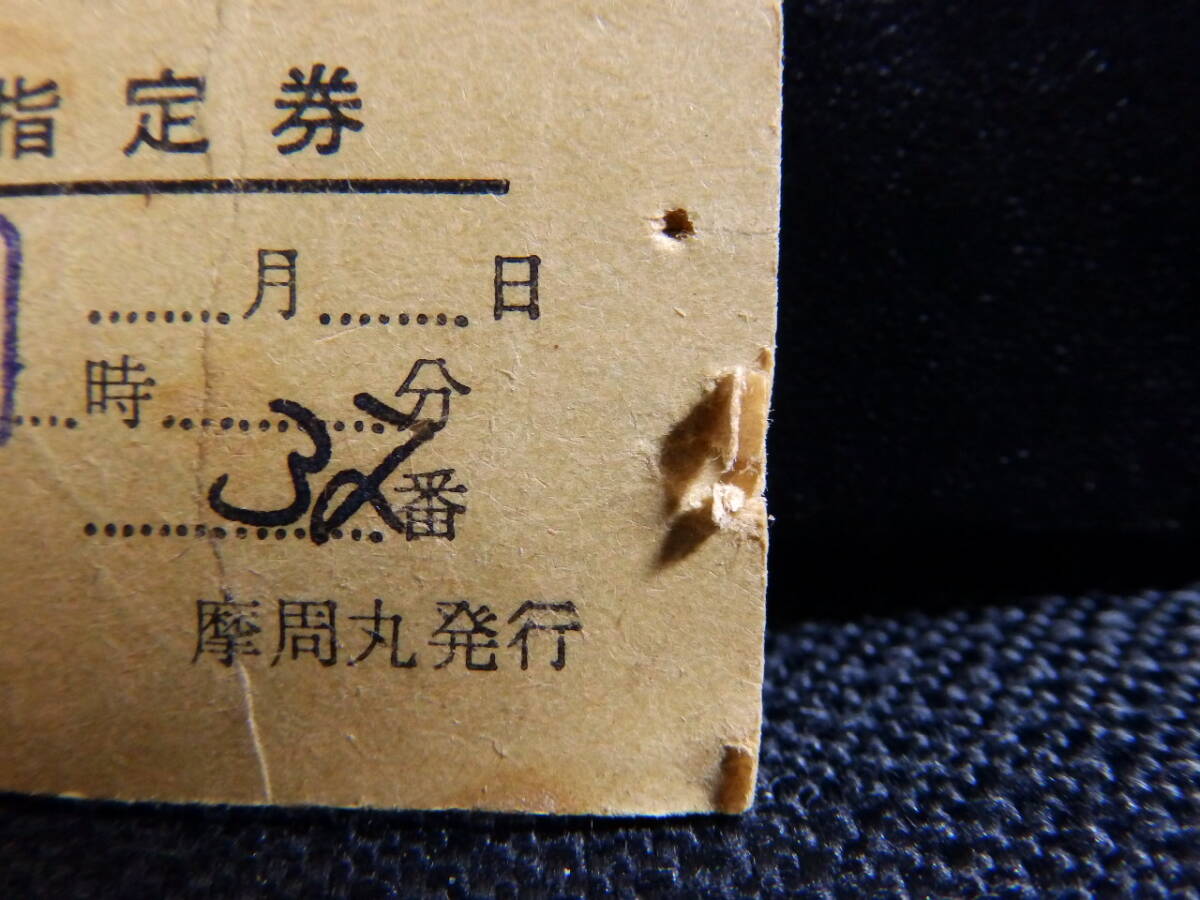 指定券
月 日
時 分
32番
摩周丸発行